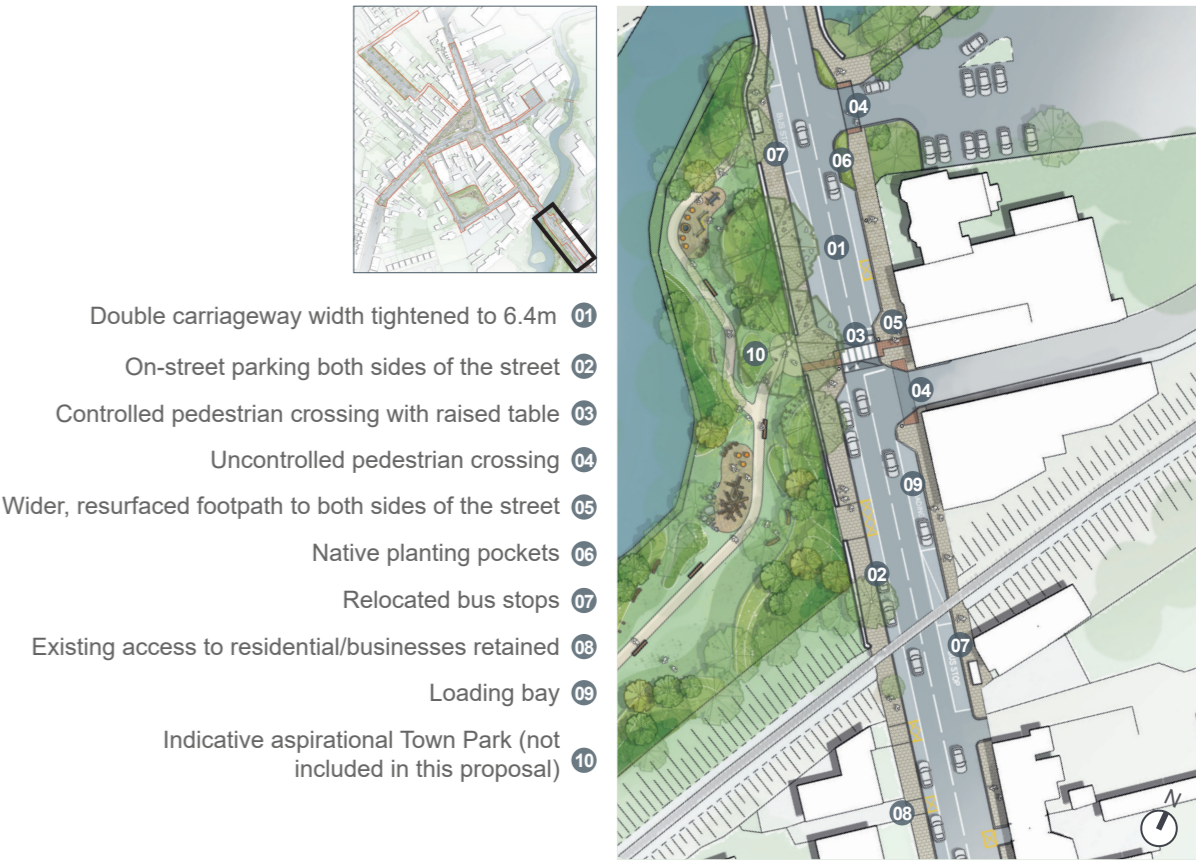 Double carriageway width tightened to 6.4m 01
On-street parking both sides of the street 02
Controlled pedestrian crossing with raised table 03
Uncontrolled pedestrian crossing 04
Wider, resurfaced footpath to both sides of the street 05
Native planting pockets 06
Relocated bus stops 07
Existing access to residential/businesses retained 08
Loading bay 09
Indicative aspirational Town Park (not
included in this proposal) 10
04
07
06
01
05
03
10
04
09
02
07
BUS STOP
08
N